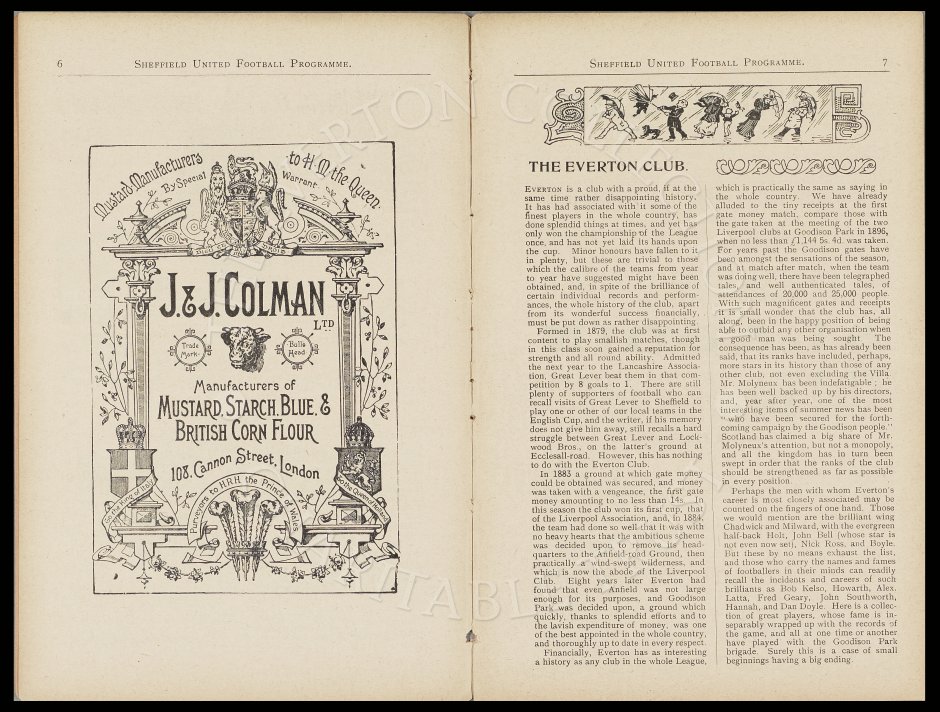 6
SHEFFIELD UNITED FOOTBALL PROGRAMME.
Mustard Manufacturers to H.M. the Queen.
By Special Warrant.
J. & J. COLMAN
LTD
Trade Mark
Bulls Head
Manufacturers of
MUSTARD, STARCH, BLUE, &
BRITISH CORN FLOUR
108, Cannon Street, London
Purveyors to H.R.H. the Prince of Wales
SHEFFIELD UNITED FOOTBALL PROGRAMME.
7
THE EVERTON CLUB.
EVERTON is a club with a proud, if at the
same time rather disappointing history.
It has had associated with it some of the
finest players in the whole country, has
done splendid things at times, and yet has
only won the championship of the League
once, and has not yet laid its hands upon
the cup. Minor honours have fallen to it
in plenty, but these are trivial to those
which the calibre of the teams from year
to year have suggested might have been
obtained, and, in spite of the brilliance of
certain individual records and perform-
ances, the whole history of the club, apart
from its wonderful success financially,
must be put down as rather disappointing.
Formed in 1879, the club was at first
content to play smallish matches, though
in this class soon gained a reputation for
strength and all round ability. Admitted
the next year to the Lancashire Associa-
tion, Great Lever beat them in that com-
petition by 8 goals to 1. There are still
plenty of supporters of football who can
recall visits of Great Lever to Sheffield to
play one or other of our local teams in the
English Cup, and the writer, if his memory
does not give him away, still recalls a hard
struggle between Great Lever and Lock-
wood Bros., on the latter's ground at
Ecclesall-road. However, this has nothing
to do with the Everton Club.
In 1883 a ground at which gate money
could be obtained was secured, and money
was taken with a vengeance, the first gate
money amounting to no less than 14s. In
this season the club won its first cup, that
of the Liverpool Association, and, in 1884,
the team had done so well that it was with
no heavy hearts that the ambitious scheme
was decided upon to remove its head-
quarters to the Anfield-road Ground, then
practically a wind-swept wilderness, and
which is now the abode of the Liverpool
Club. Eight years later Everton had
found that even Anfield was not large
enough for its purposes, and Goodison
Park was decided upon, a ground which
quickly, thanks to splendid efforts and to
the lavish expenditure of money, was one
of the best appointed in the whole country,
and thoroughly up to date in every respect.
Financially, Everton has as interesting
a history as any club in the whole League,
which is practically the same as saying in
the whole country. We have already
alluded to the tiny receipts at the first
gate money match, compare those with
the gate taken at the meeting of the two
Liverpool clubs at Goodison Park in 1896,
when no less than £1,144 5s. 4d. was taken.
For years past the Goodison gates have
been amongst the sensations of the season,
and at match after match, when the team
was doing well, there have been telegraphed
tales, and well authenticated tales, of
attendances of 20,000 and 25,000 people.
With such magnificent gates and receipts
it is small wonder that the club has, all
along, been in the happy position of being
able to outbid any other organisation when
a good man was being sought The
consequence has been, as has already been
said, that its ranks have included, perhaps,
more stars in its history than those of any
other club, not even excluding the Villa.
Mr. Molyneux has been indefatigable; he
has been well backed up by his directors,
and, year after year, one of the most
interesting items of summer news has been
"who have been secured for the forth-
coming campaign by the Goodison people."
Scotland has claimed a big share of Mr.
Molyneux's attention, but not a monopoly,
and all the kingdom has in turn been
swept in order that the ranks of the club
should be strengthened as far as possible
in every position.
Perhaps the men with whom Everton's
career is most closely associated may be
counted on the fingers of one hand. Those
we would mention are the brilliant wing
Chadwick and Milward, with the evergreen
half-back Holt, John Bell (whose star is
not even now set), Nick Ross, and Boyle.
But these by no means exhaust the list,
and those who carry the names and fames
of footballers in their minds can readily
recall the incidents and careers of such
brilliants as Bob Kelso, Howarth, Alex.
Latta, Fred Geary, John Southworth,
Hannah, and Dan Doyle. Here is a collec-
tion of great players, whose fame is in-
separably wrapped up with the records of
the game, and all at one time or another
have played with the Goodison Park
brigade. Surely this is a case of small
beginnings having a big ending.